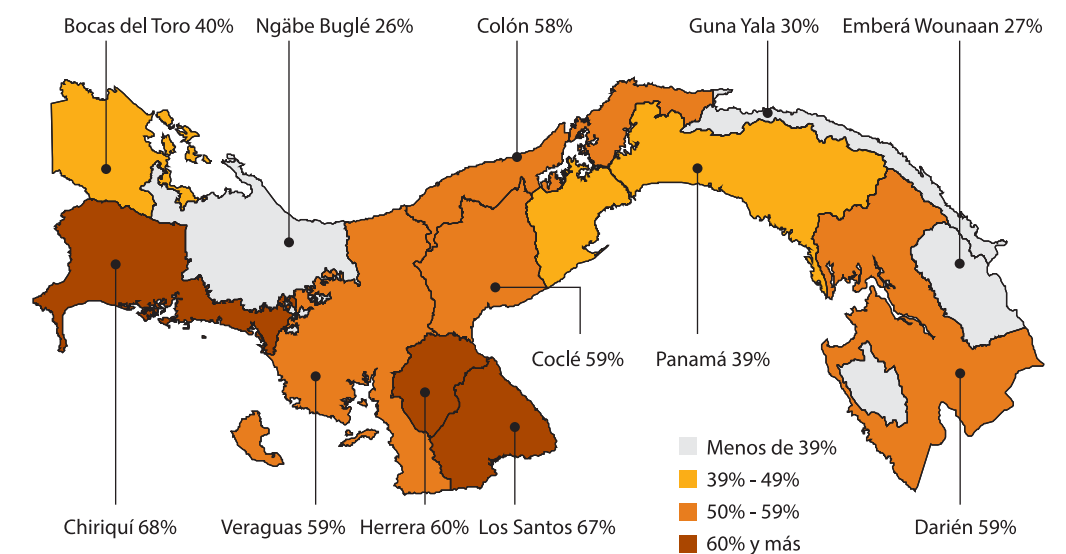 Bocas del Toro 40%
Ngäbe Buglé 26%
Colón 58%
Guna Yala 30%
Emberá Wounaan 27%
Coclé 59%
Panamá 39%
Menos de 39%
39% - 49%
50% - 59%
60% y más
Chiriquí 68%
Veraguas 59%
Herrera 60%
Los Santos 67%
Darién 59%